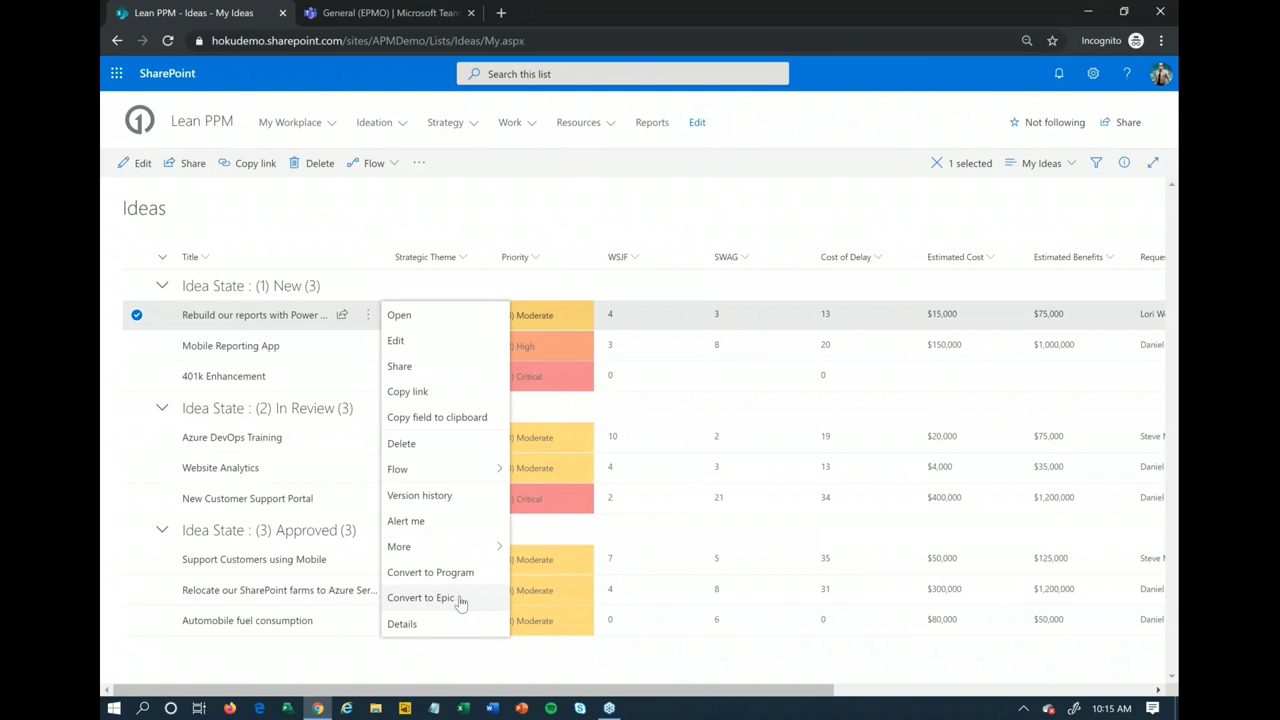 Lean PPM - Ideas - My Ideas
General (EPMO) | Microsoft Team
hokudemo.sharepoint.com/sites/APMDemo/Lists/Ideas/My.aspx
Incognito
SharePoint
Search this list
Lean PPM
My Workplace
Ideation
Strategy
Work
Resources
Reports
Edit
Not following
Share
Edit
Share
Copy link
Delete
Flow
1 selected
My Ideas
Ideas
Title Strategic Theme Priority WSJF SWAG Cost of Delay Estimated Cost Estimated Benefits Reques
Idea State : (1) New (3)
Rebuild our reports with Power ... ) Moderate 4 3 13 $15,000 $75,000 Lori W
Mobile Reporting App ) High 3 8 20 $150,000 $1,000,000 Daniel
401k Enhancement ) Critical 0 0
Idea State : (2) In Review (3)
Azure DevOps Training ) Moderate 10 2 19 $20,000 $75,000 Steve M
Website Analytics ) Moderate 4 3 13 $4,000 $35,000 Daniel
New Customer Support Portal ) Critical 2 21 34 $400,000 $1,200,000 Daniel
Idea State : (3) Approved (3)
Support Customers using Mobile ) Moderate 7 5 35 $50,000 $125,000 Steve M
Relocate our SharePoint farms to Azure Ser... ) Moderate 4 8 31 $300,000 $1,200,000 Daniel
Automobile fuel consumption ) Moderate 0 6 0 $80,000 $50,000 Daniel
Open
Edit
Share
Copy link
Copy field to clipboard
Delete
Flow
Version history
Alert me
More
Convert to Program
Convert to Epic
Details
10:15 AM